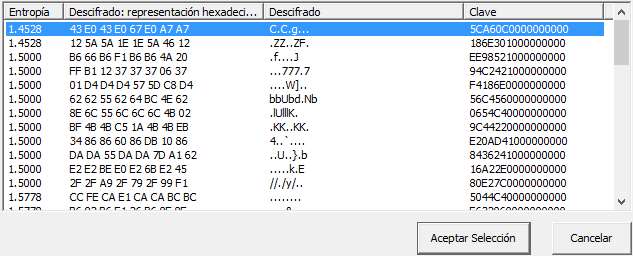 Entropía Descifrado: representación hexadeci... Descifrado Clave
1.4528 43 E0 43 E0 67 E0 A7 A7 C.C.g... 5CA60C0000000000
1.4528 12 5A 5A 1E 1E 5A 46 12 .ZZ..ZF. 186E301000000000
1.5000 B6 66 B6 F1 B6 B6 4A 20 .f....J EE98521000000000
1.5000 FF B1 12 37 37 37 06 37 ...777.7 94C2421000000000
1.5000 01 D4 D4 D4 57 5D C8 D4 ....W].. F4186E0000000000
1.5000 62 62 55 62 64 BC 4E 62 bbUbd.Nb 56C4560000000000
1.5000 8E 6C 55 6C 6C 6C 4B 02 .lUlllK. 0654C40000000000
1.5000 BF 4B 4B C5 1A 4B 4B EB .KK..KK. 9C44220000000000
1.5000 34 86 86 60 86 DB 10 86 4..`.... E20AD41000000000
1.5000 DA DA 55 DA DA 7D A1 62 ..U..}.b 8436241000000000
1.5000 E2 E2 BE E0 E2 6B E2 45 .....k.E 16A22E0000000000
1.5000 2F 2F A9 2F 79 2F 99 F1 //./y/.. 80E27C0000000000
1.5778 CC FE CA E1 CA CA BC BC ........ 5044C40000000000
Aceptar Selección Cancelar